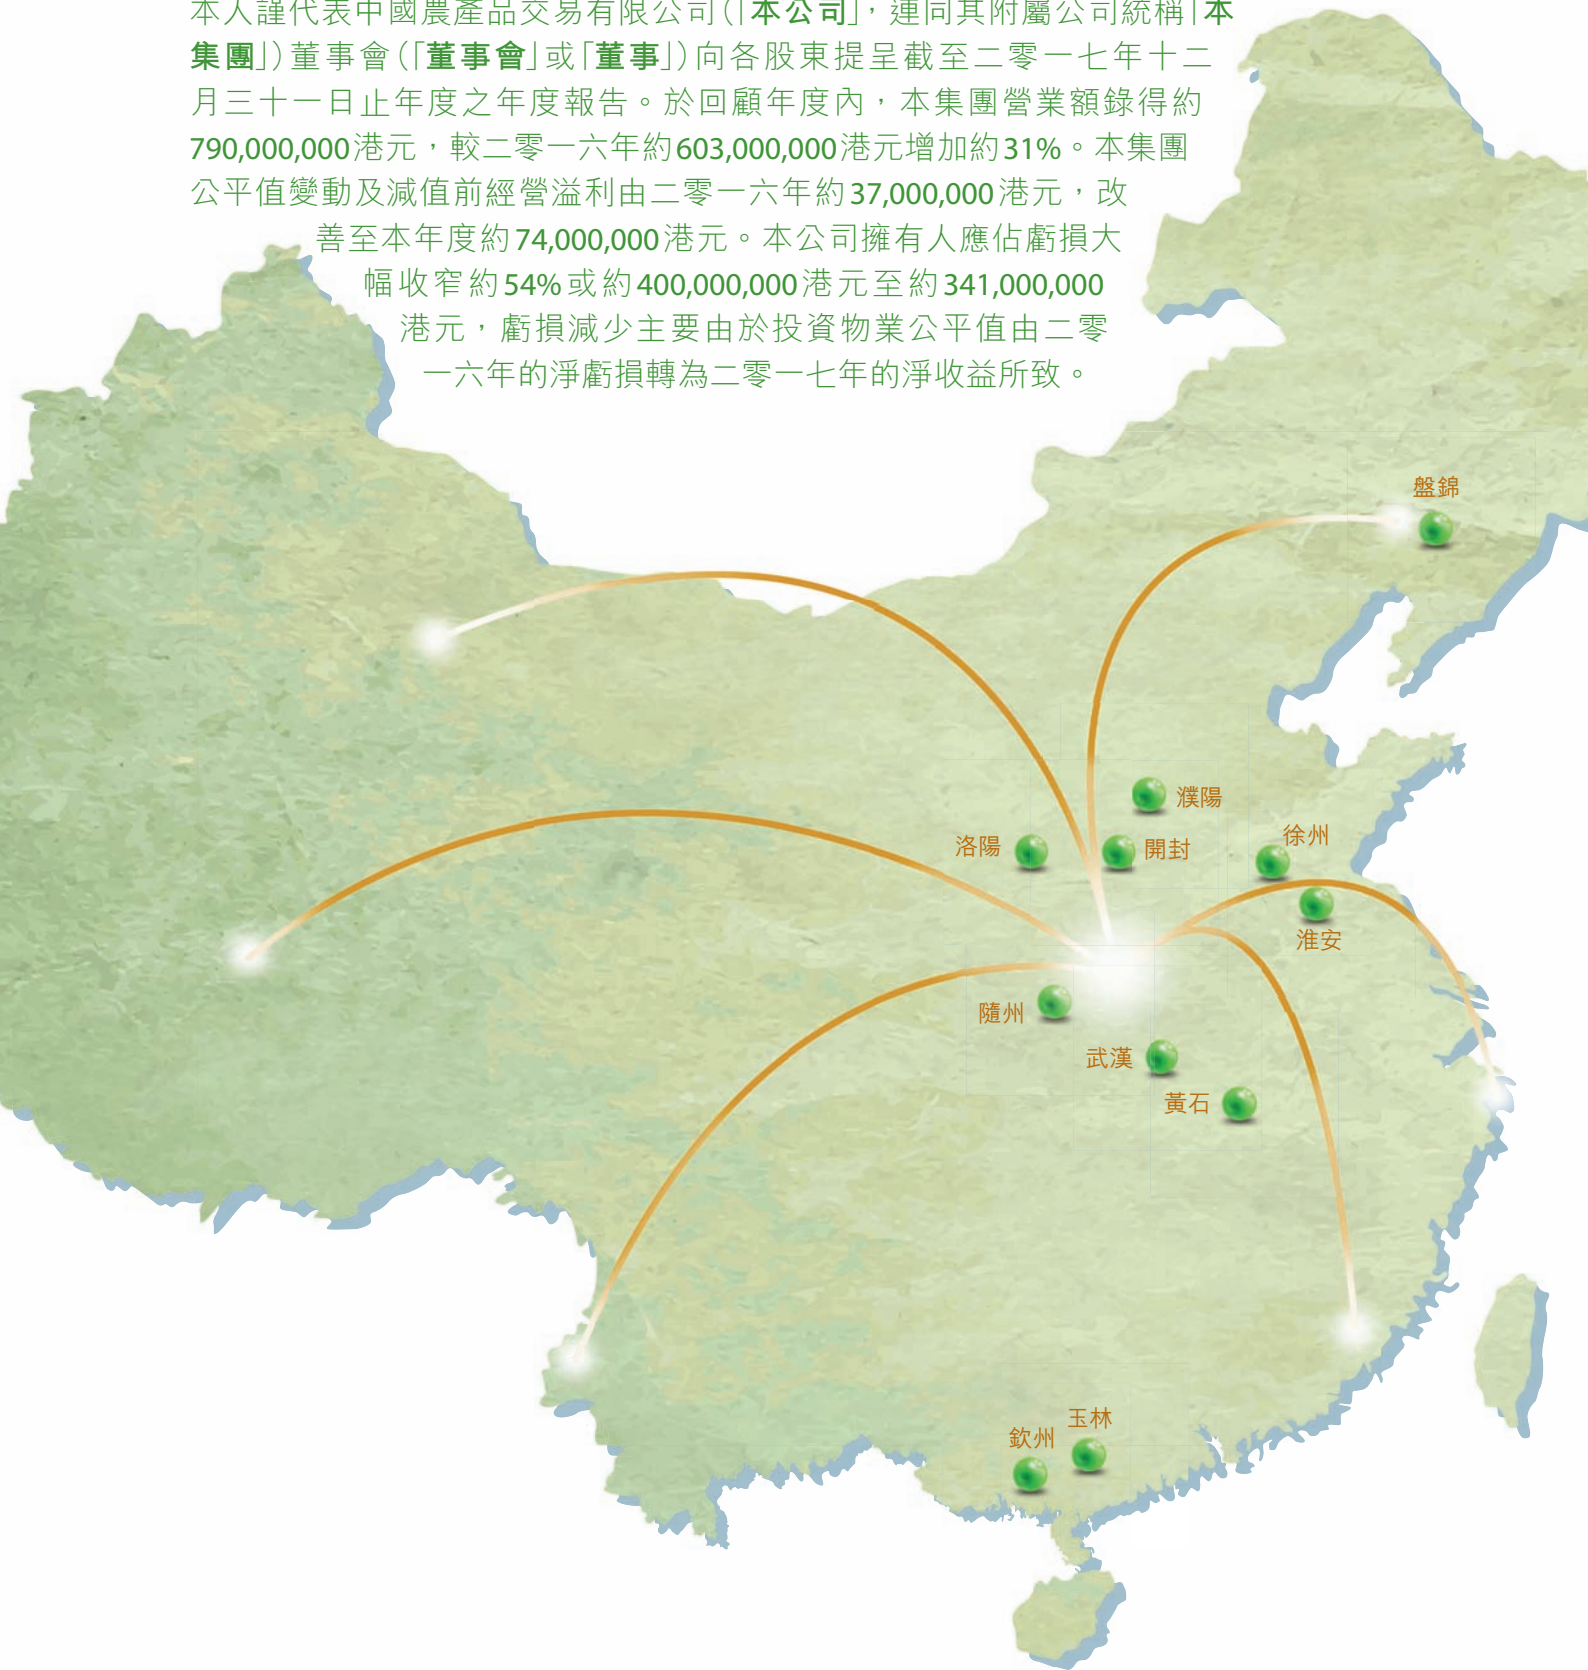 本人謹代表中國農產品交易有限公司(「本公司」,連同其附屬公司統稱「本
集團」)董事會(「董事會」或「董事」)向各股東提呈截至二零一七年十二
月三十一日止年度之年度報告。於回顧年度內,本集團營業額錄得約
790,000,000港元,較二零一六年約603,000,000港元增加約31%。本集團
公平值變動及減值前經營溢利由二零一六年約37,000,000港元,改
善至本年度約74,000,000港元。本公司擁有人應佔虧損大
幅收窄約54%或約400,000,000港元至約341,000,000
港元,虧損減少主要由於投資物業公平值由二零
一六年的淨虧損轉為二零一七年的淨收益所致。
盤錦
濮陽
徐州
洛陽
開封
淮安
隨州
武漢
黃石
玉林
欽州